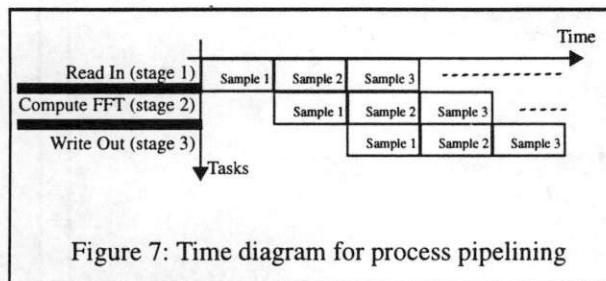 Time
Read In (stage 1) Sample 1 Sample 2 Sample 3
Compute FFT (stage 2) Sample 1 Sample 2 Sample 3
Write Out (stage 3) Sample 1 Sample 2 Sample 3
Tasks
Figure 7: Time diagram for process pipelining